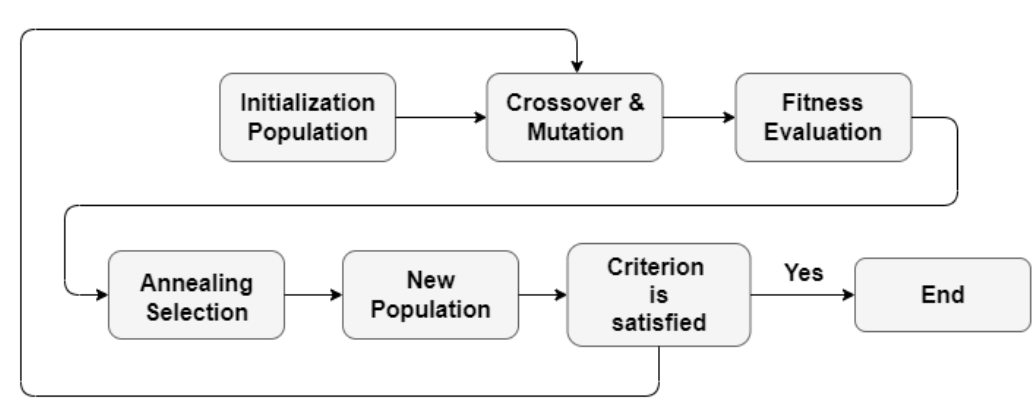 Initialization
Population
Crossover &
Mutation
Fitness
Evaluation
Annealing
Selection
New
Population
Criterion
is
satisfied
Yes
End